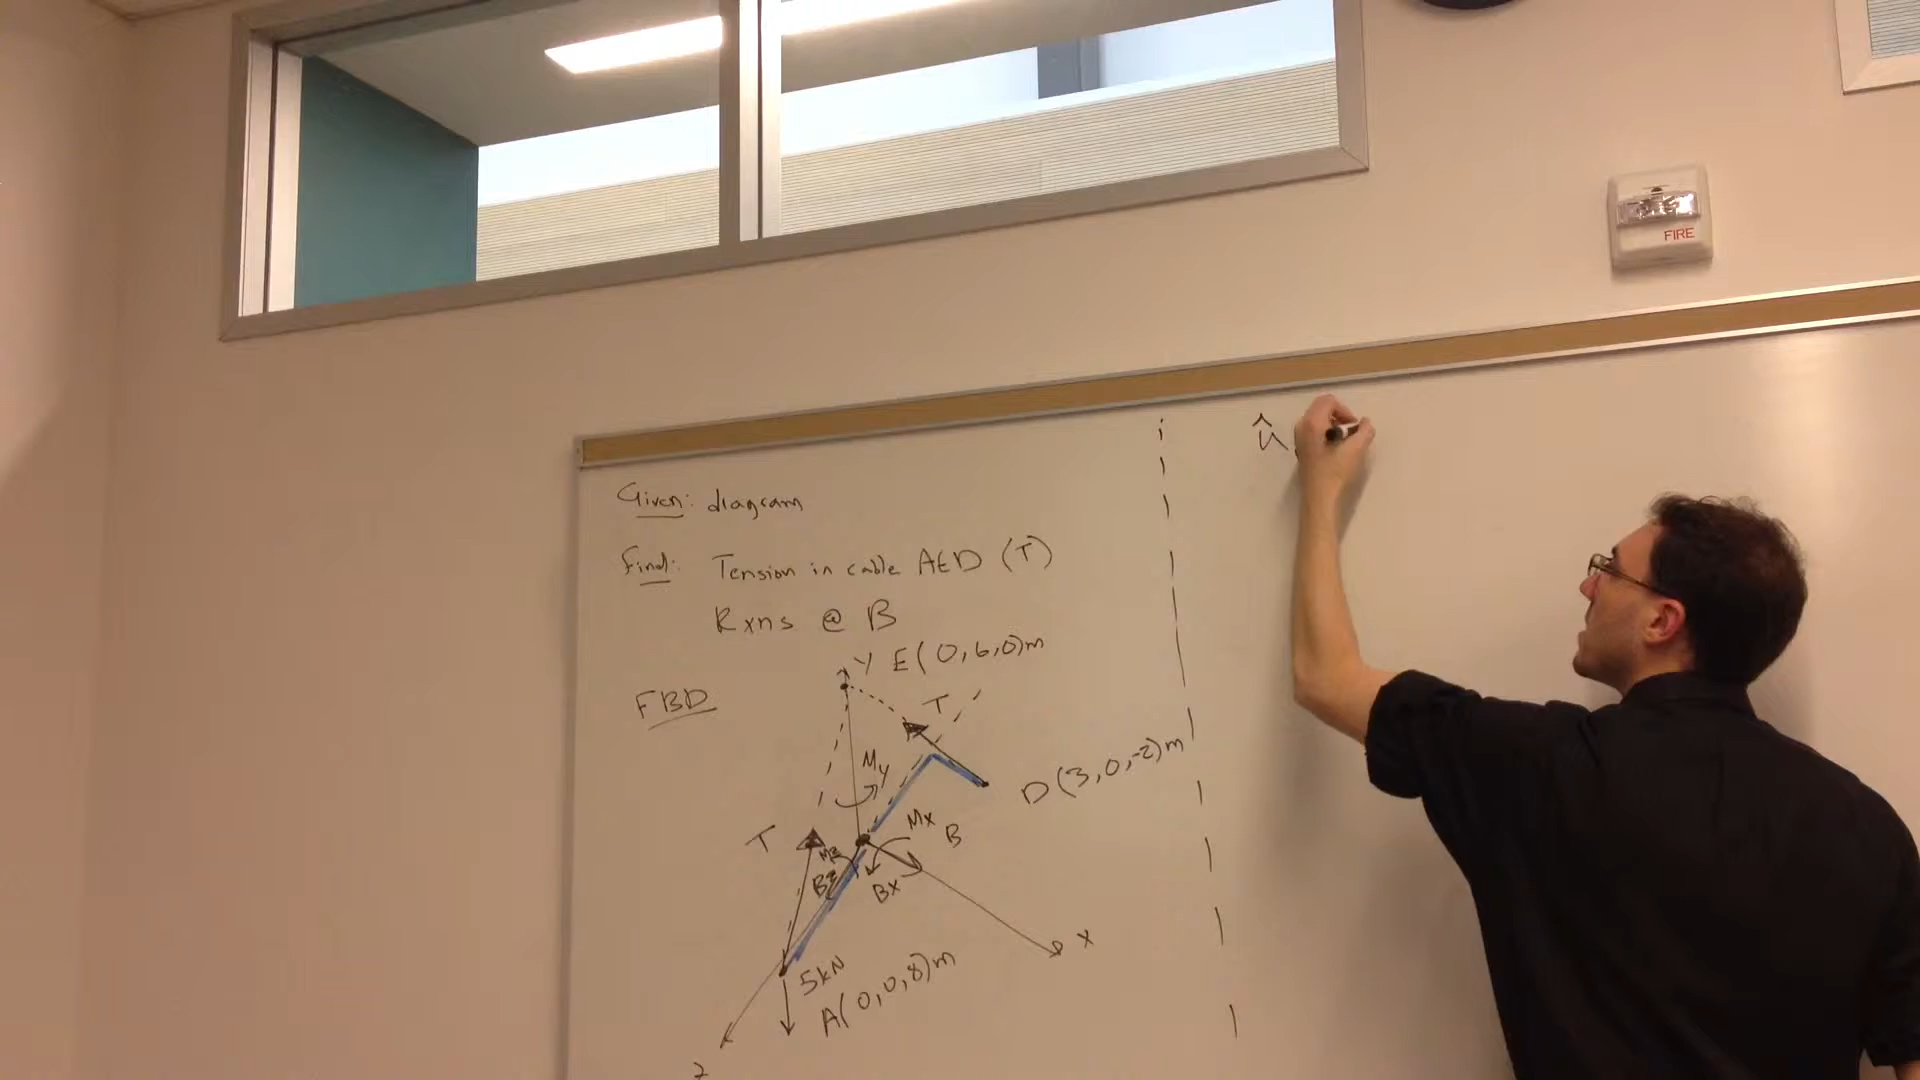 FIRE
Given: diagram
Find: Tension in cable AED (T)
Rxns @ B
FBD
Y E(0,6,0)m
T
My
D(3,0,-2)m
Mx B
T
Mz
Bz
Bx
X
5kN
A(0,0,8)m
z
û